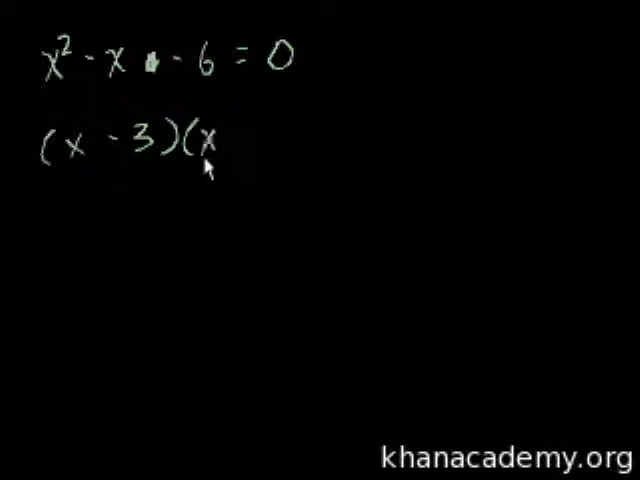 x² - x - 6 = 0
(x - 3)(x
khanacademy.org